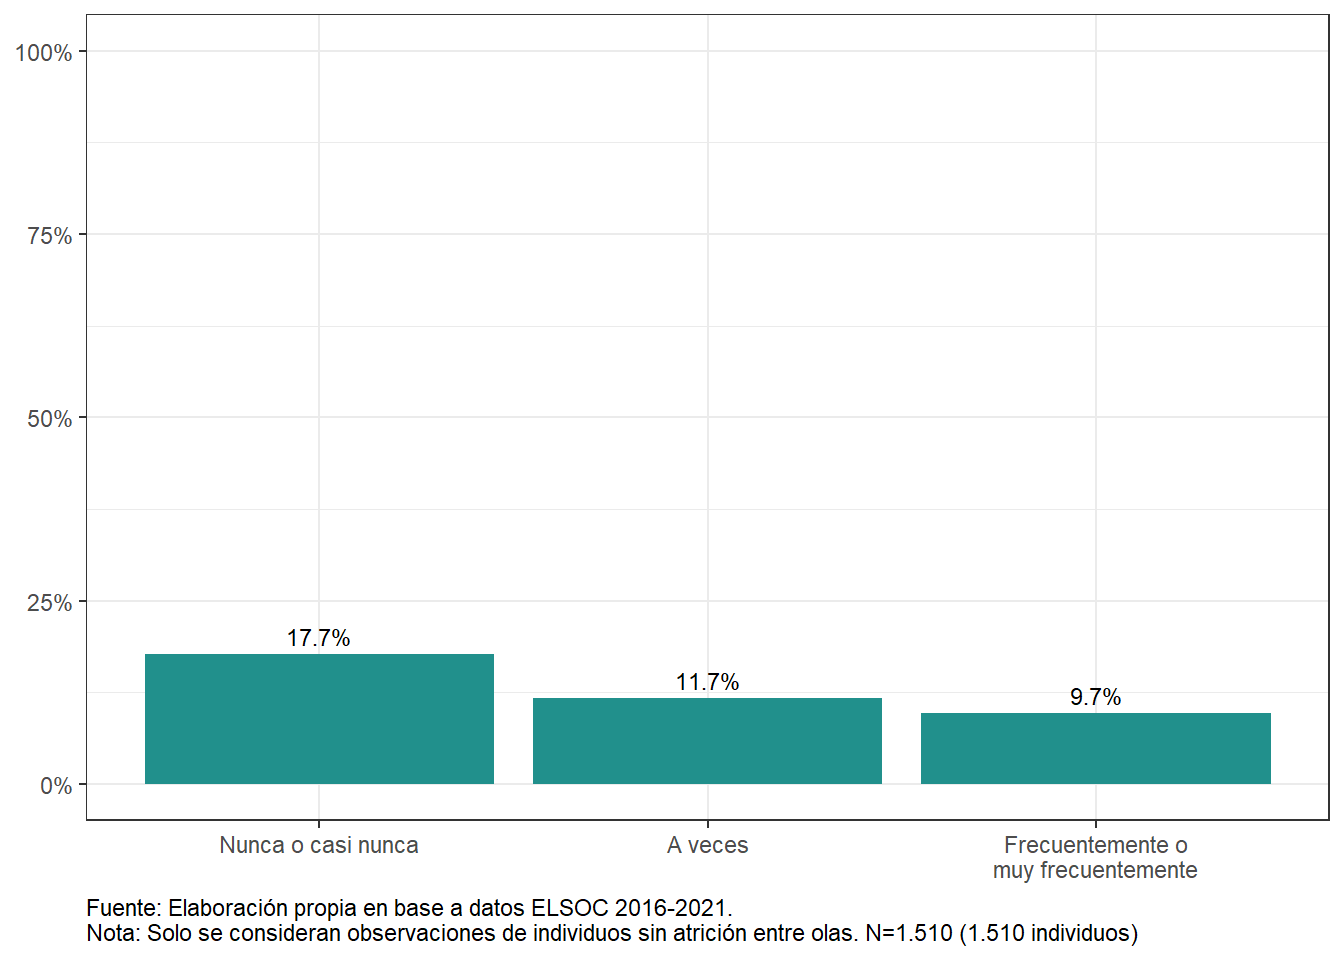 100%
75%
50%
25%
0%
17.7%
11.7%
9.7%
Nunca o casi nunca
A veces
Frecuentemente o
muy frecuentemente
Fuente: Elaboración propia en base a datos ELSOC 2016-2021.
Nota: Solo se consideran observaciones de individuos sin atrición entre olas. N=1.510 (1.510 individuos)